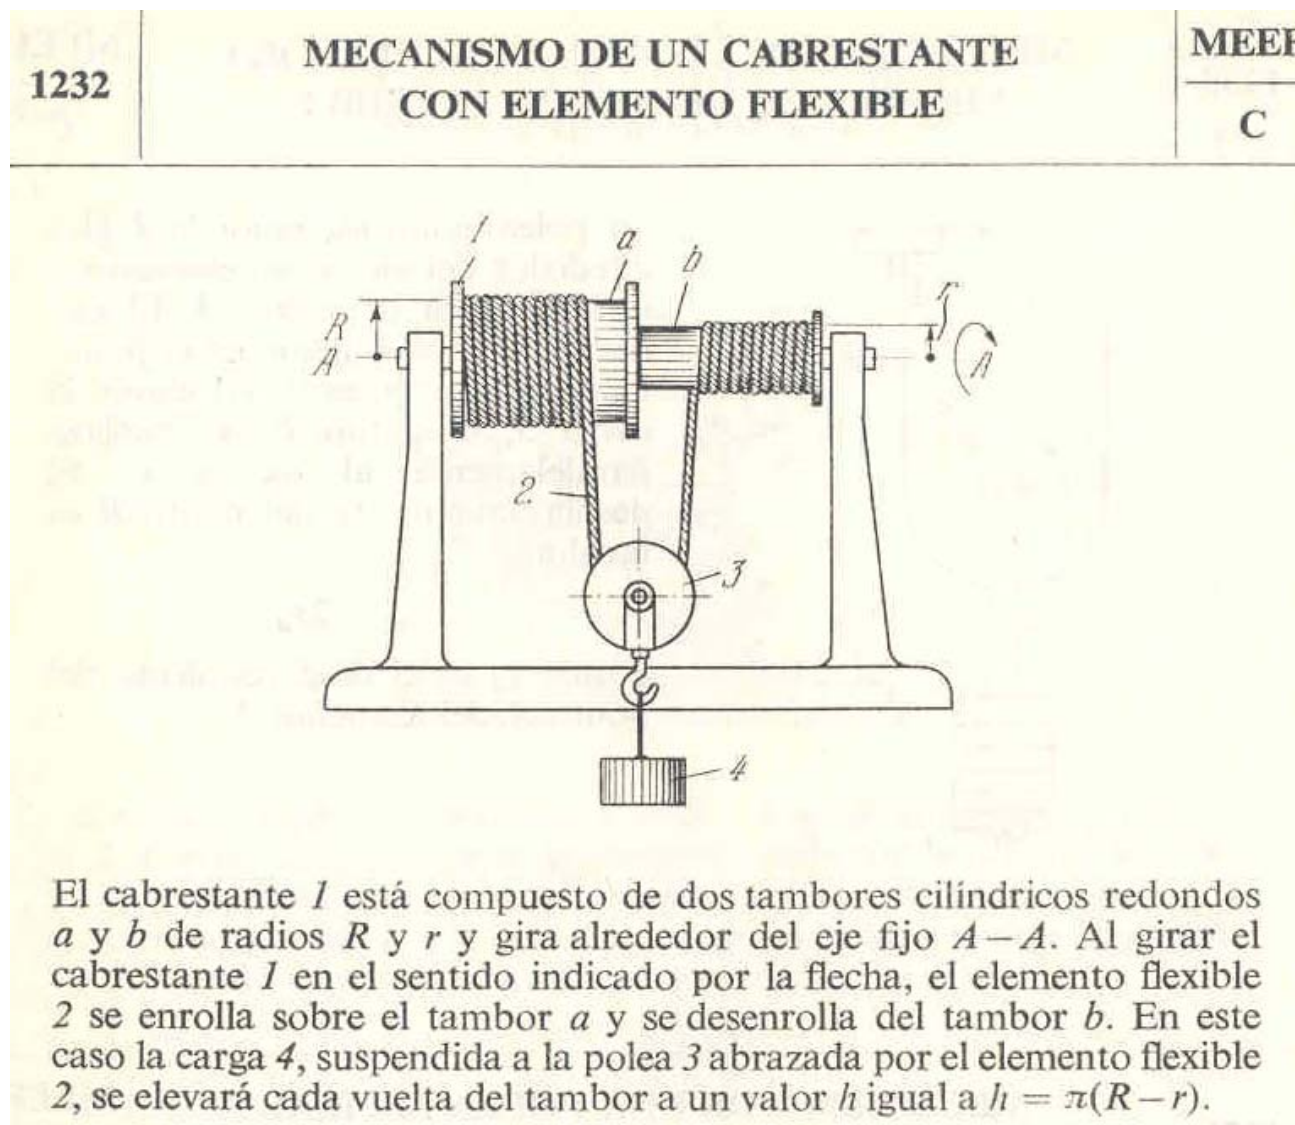 1232
MECANISMO DE UN CABRESTANTE
CON ELEMENTO FLEXIBLE
C
1
a
b
r
R
A
A
2
3
4
El cabrestante 1 está compuesto de dos tambores cilíndricos redondos
a y b de radios R y r y gira alrededor del eje fijo A—A. Al girar el
cabrestante 1 en el sentido indicado por la flecha, el elemento flexible
2 se enrolla sobre el tambor a y se desenrolla del tambor b. En este
caso la carga 4, suspendida a la polea 3 abrazada por el elemento flexible
2, se elevará cada vuelta del tambor a un valor h igual a h = π(R—r).